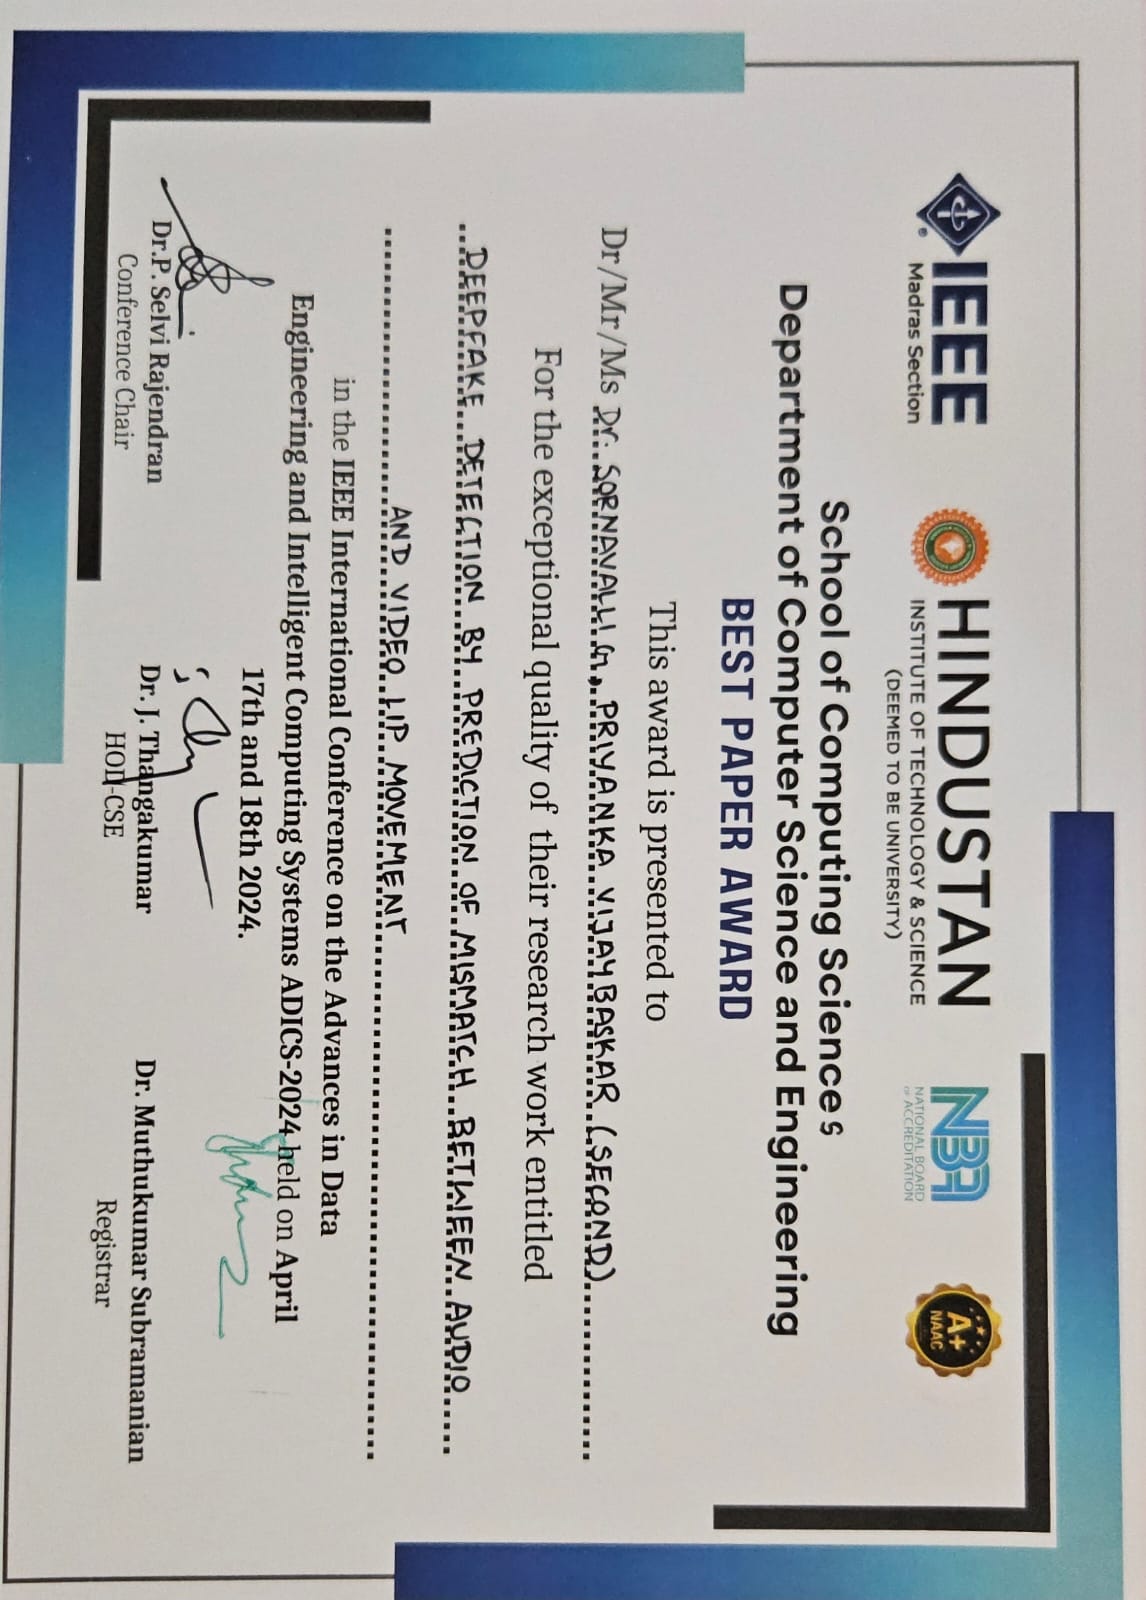 IEEE
Madras Section
HINDUSTAN
INSTITUTE OF TECHNOLOGY & SCIENCE
(DEEMED TO BE UNIVERSITY)
NBA
NATIONAL BOARD
OF ACCREDITATION
A+
NAAC
School of Computing Science s
Department of Computer Science and Engineering
BEST PAPER AWARD
This award is presented to
Dr/Mr/Ms Dr. SORNAVALLI G, PRIYANKA VIJAYBASKAR (SECOND)
For the exceptional quality of their research work entitled
DEEPFAKE DETECTION BY PREDICTION OF MISMATCH BETWEEN AUDIO
AND VIDEO LIP MOVEMENT
in the IEEE International Conference on the Advances in Data
Engineering and Intelligent Computing Systems ADICS-2024 held on April
17th and 18th 2024.
Dr.P. Selvi Rajendran
Conference Chair
Dr. J. Thangakumar
HOD-CSE
Dr. Muthukumar Subramanian
Registrar